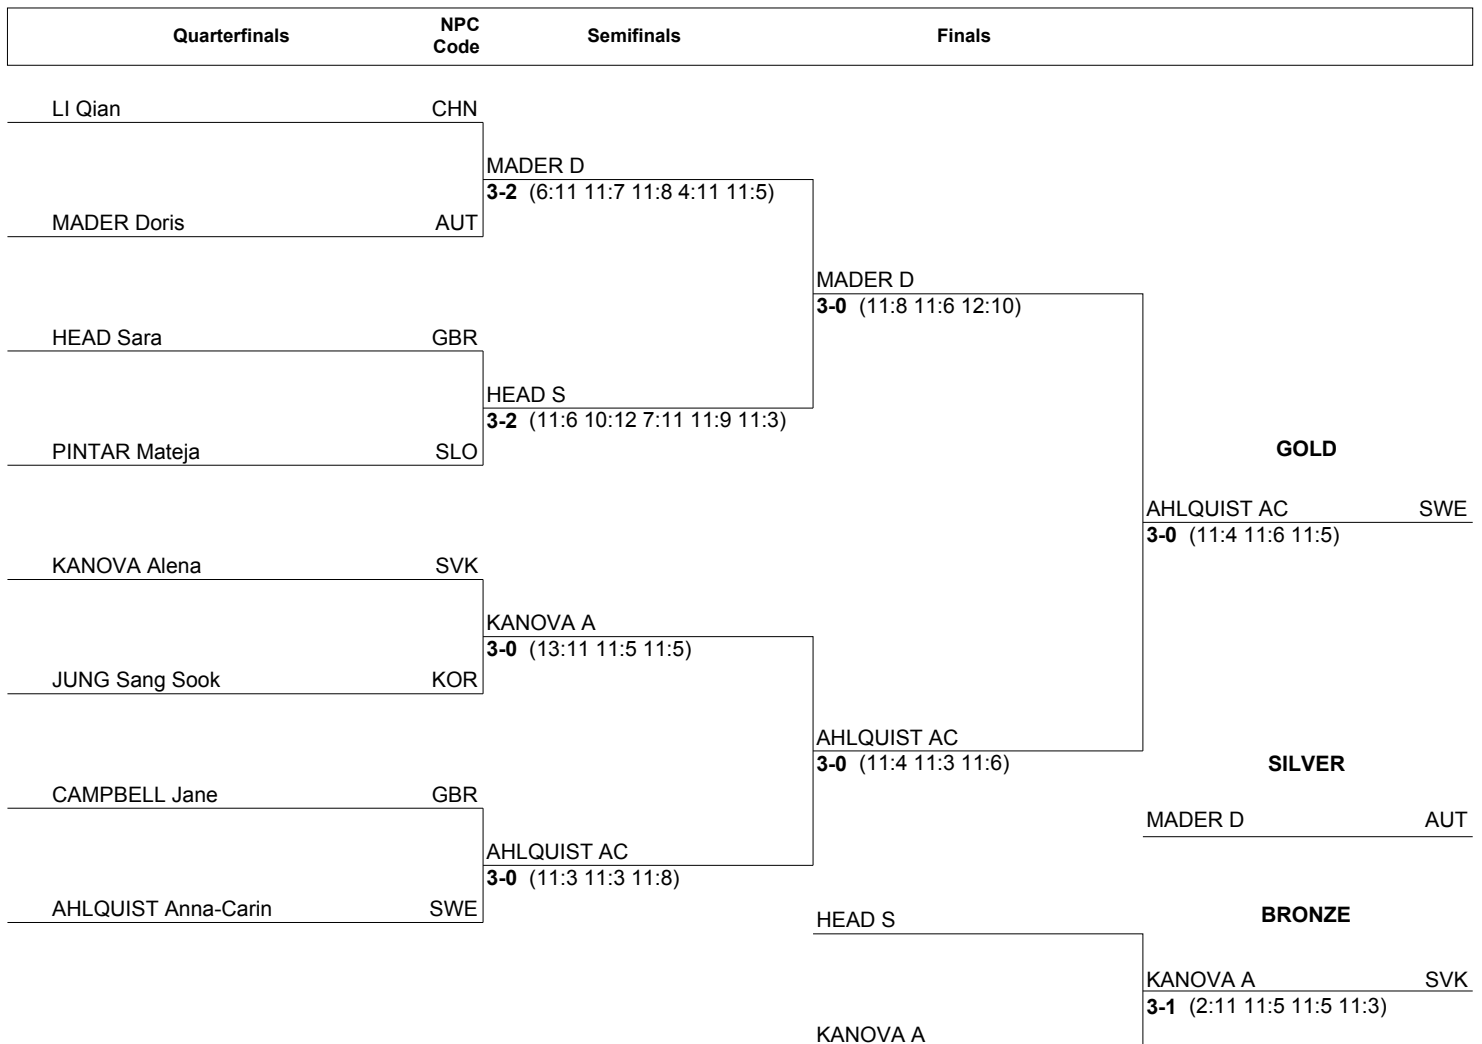 Quarterfinals NPC Code Semifinals Finals
LI Qian CHN
MADER D
3-2 (6:11 11:7 11:8 4:11 11:5)
MADER Doris AUT
MADER D
3-0 (11:8 11:6 12:10)
HEAD Sara GBR
HEAD S
3-2 (11:6 10:12 7:11 11:9 11:3)
PINTAR Mateja SLO
GOLD
AHLQUIST AC SWE
3-0 (11:4 11:6 11:5)
KANOVA Alena SVK
KANOVA A
3-0 (13:11 11:5 11:5)
JUNG Sang Sook KOR
AHLQUIST AC
3-0 (11:4 11:3 11:6)
SILVER
CAMPBELL Jane GBR
MADER D AUT
AHLQUIST AC
3-0 (11:3 11:3 11:8)
AHLQUIST Anna-Carin SWE
BRONZE
HEAD S
KANOVA A SVK
3-1 (2:11 11:5 11:5 11:3)
KANOVA A